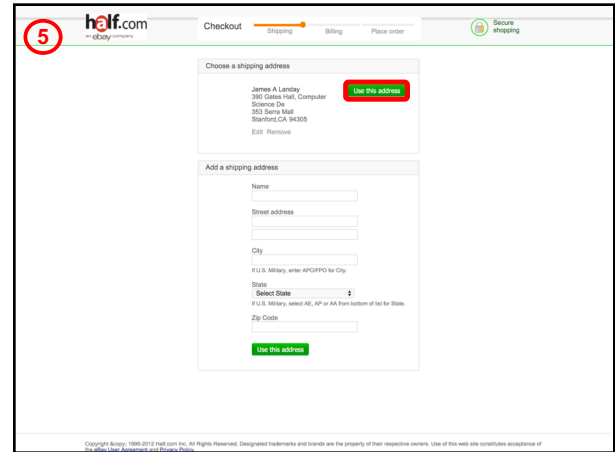 5
half.com
an ebay company
Checkout
Shipping
Billing
Place order
Secure
shopping
Choose a shipping address
James A Landay
390 Gates Hall, Computer
Science De
353 Serra Mall
Stanford,CA 94305
Edit Remove
Use this address
Add a shipping address
Name
Street address
City
If U.S. Military, enter APO/FPO for City.
State
Select State
If U.S. Military, select AE, AP or AA from bottom of list for State.
Zip Code
Use this address
Copyright &copy; 1995-2012 Half.com Inc. All Rights Reserved. Designated trademarks and brands are the property of their respective owners. Use of this web site constitutes acceptance of
the eBay User Agreement and Privacy Policy